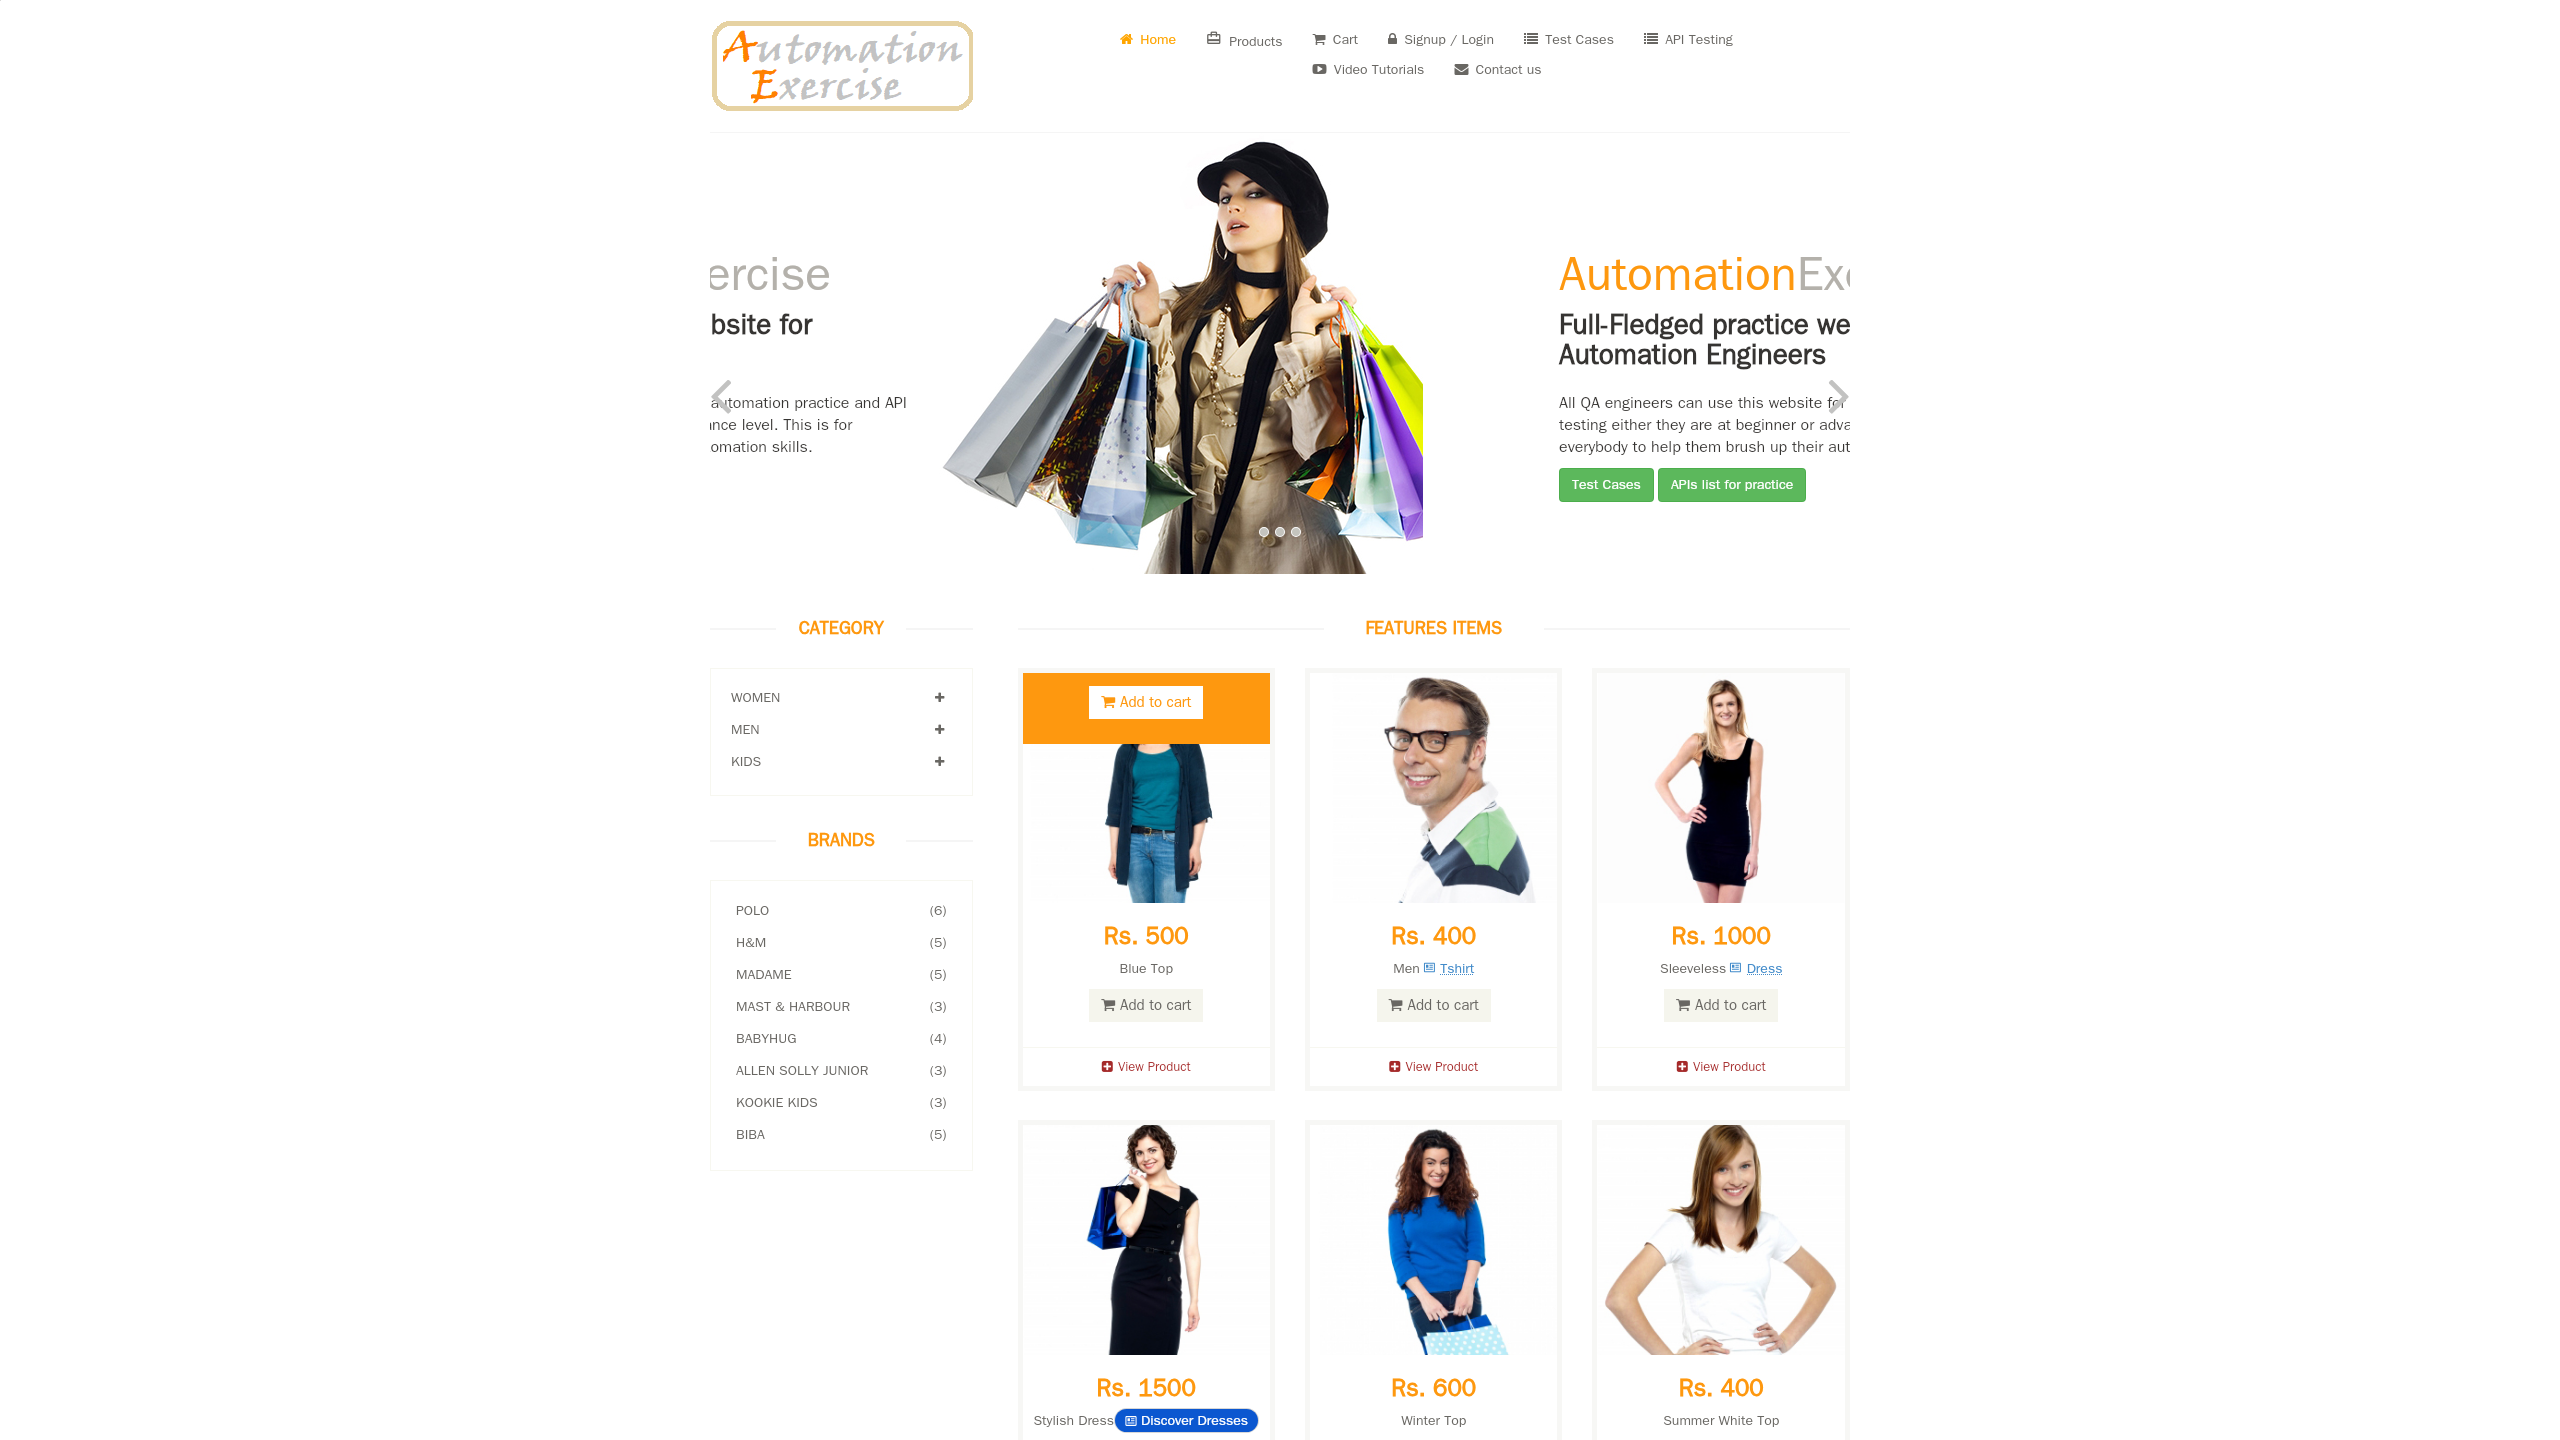 Automation
Exercise
Home
Products
Cart
Signup / Login
Test Cases
API Testing
Video Tutorials
Contact us
ercise
bsite for
automation practice and API
ance level. This is for
omation skills.
AutomationExc
Full-Fledged practice we
Automation Engineers
All QA engineers can use this website for
testing either they are at beginner or adva
everybody to help them brush up their aut
Test Cases
APIs list for practice
CATEGORY
WOMEN
MEN
KIDS
BRANDS
POLO (6)
H&M (5)
MADAME (5)
MAST & HARBOUR (3)
BABYHUG (4)
ALLEN SOLLY JUNIOR (3)
KOOKIE KIDS (3)
BIBA (5)
FEATURES ITEMS
Add to cart
Rs. 500
Blue Top
Add to cart
View Product
Rs. 400
Men Tshirt
Add to cart
View Product
Rs. 1000
Sleeveless Dress
Add to cart
View Product
Rs. 1500
Stylish Dress
Discover Dresses
Rs. 600
Winter Top
Rs. 400
Summer White Top